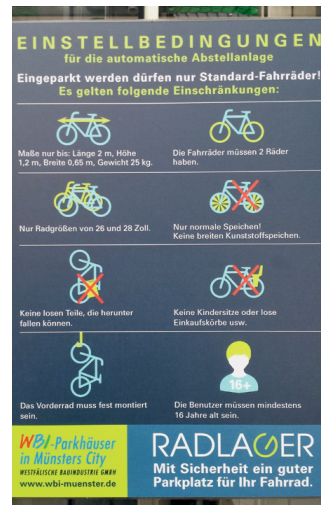 EINSTELLBEDINGUNGEN
für die automatische Abstellanlage
Eingeparkt werden dürfen nur Standard-Fahrräder!
Es gelten folgende Einschränkungen:
Maße nur bis: Länge 2 m, Höhe
1,2 m, Breite 0,65 m, Gewicht 25 kg.
Die Fahrräder müssen 2 Räder
haben.
Nur Radgrößen von 26 und 28 Zoll.
Nur normale Speichen!
Keine breiten Kunststoffspeichen.
Keine losen Teile, die herunter
fallen können.
Keine Kindersitze oder lose
Einkaufskörbe usw.
16+
Das Vorderrad muss fest montiert
sein.
Die Benutzer müssen mindestens
16 Jahre alt sein.
WBI-Parkhäuser
in Münsters City
WESTFÄLISCHE BAUINDUSTRIE GMBH
www.wbi-muenster.de
RADLAGER
Mit Sicherheit ein guter
Parkplatz für Ihr Fahrrad.